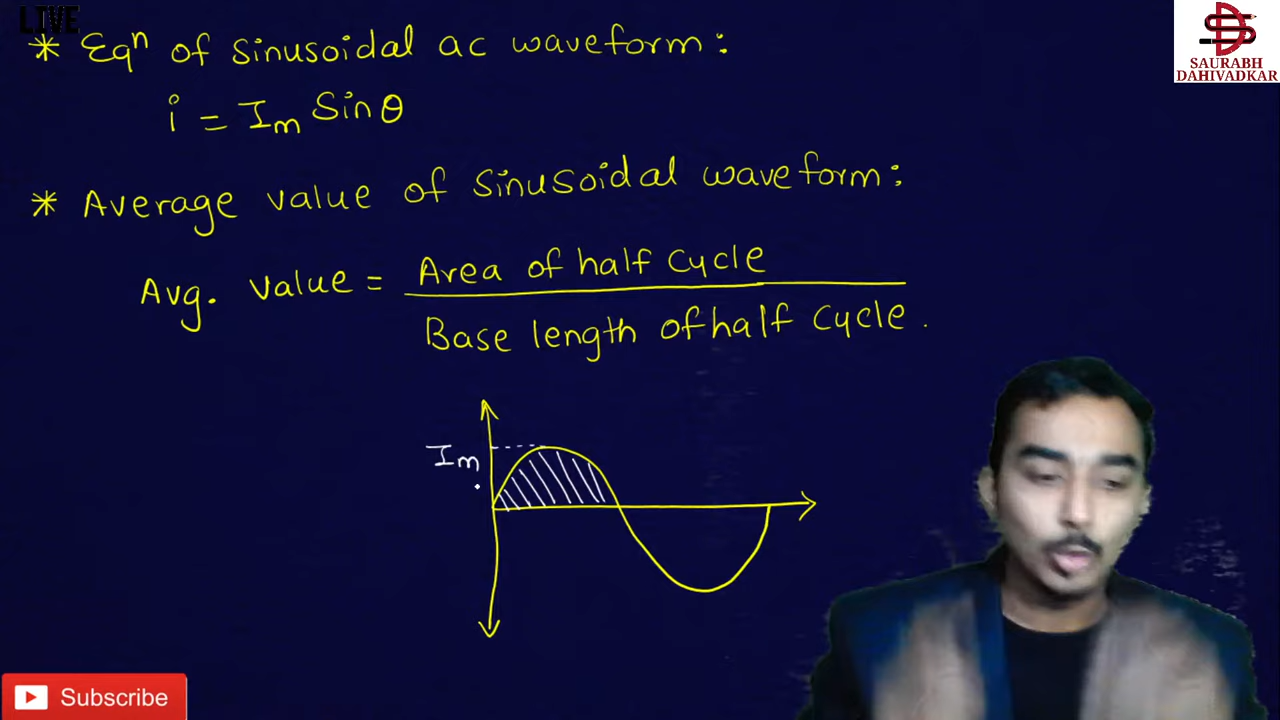 LIVE
* Eqⁿ of sinusoidal ac waveform:
i = Im Sinθ
* Average value of sinusoidal waveform:
Avg. value = Area of half cycle
Base length of half cycle.
Im
SAURABH
DAHIVADKAR
Subscribe